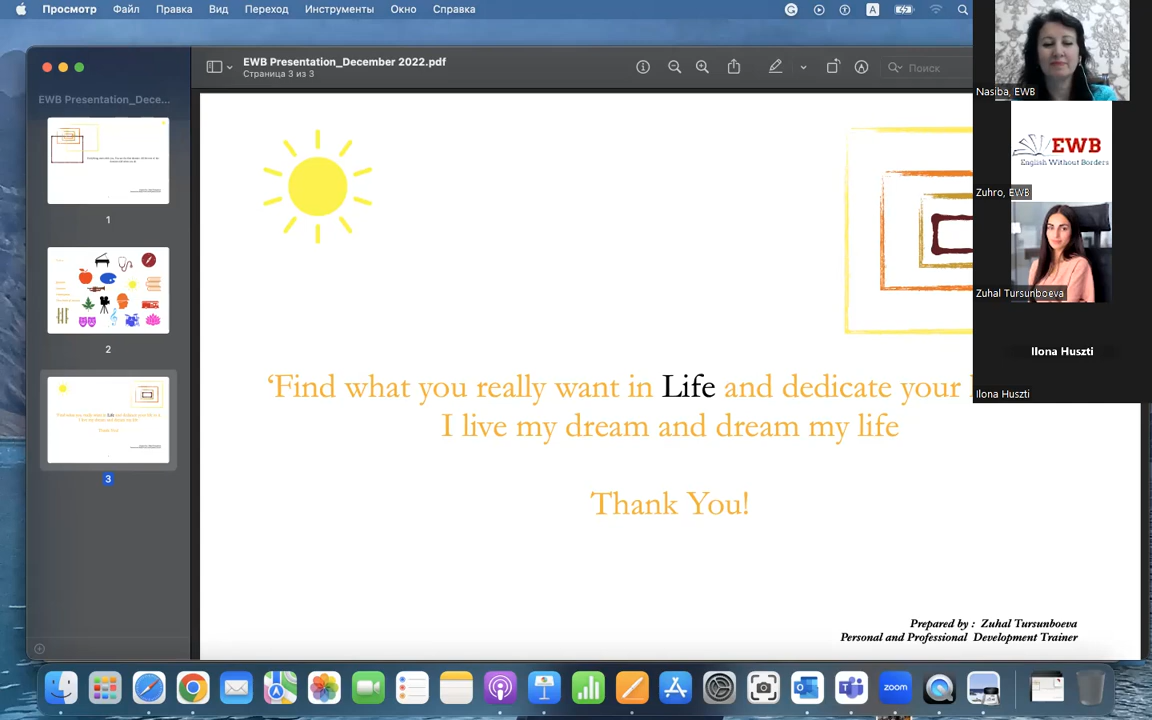 Просмотр Файл Правка Вид Переход Инструменты Окно Справка
A
EWB Presentation_December 2022.pdf
Страница 3 из 3
Поиск
EWB Presentation_Dece...
1
2
3
‘Find what you really want in Life and dedicate your
I live my dream and dream my life
Thank You!
Prepared by : Zuhal Tursunboeva
Personal and Professional Development Trainer
Nasiba, EWB
EWB
English Without Borders
Zuhro, EWB
Zuhal Tursunboeva
Ilona Huszti
Ilona Huszti
zoom